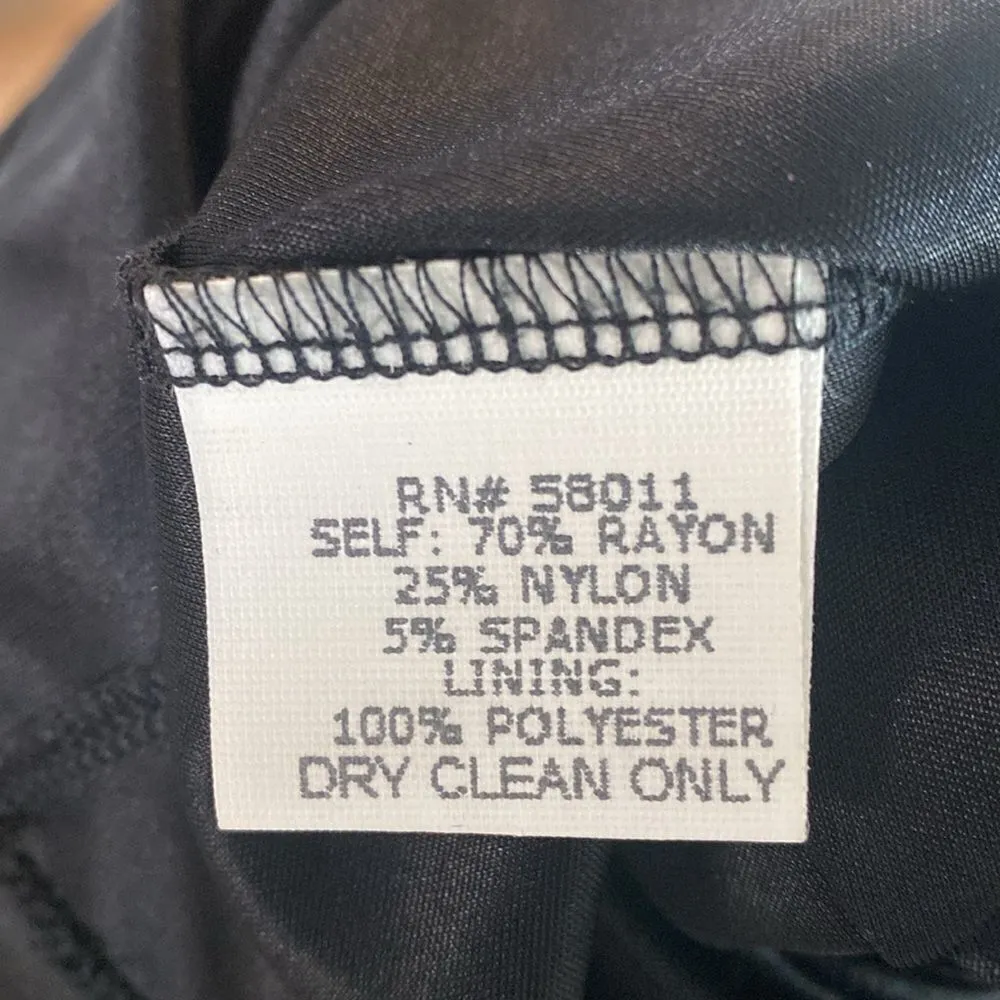 RN# 58011
SELF: 70% RAYON
25% NYLON
5% SPANDEX
LINING:
100% POLYESTER
DRY CLEAN ONLY